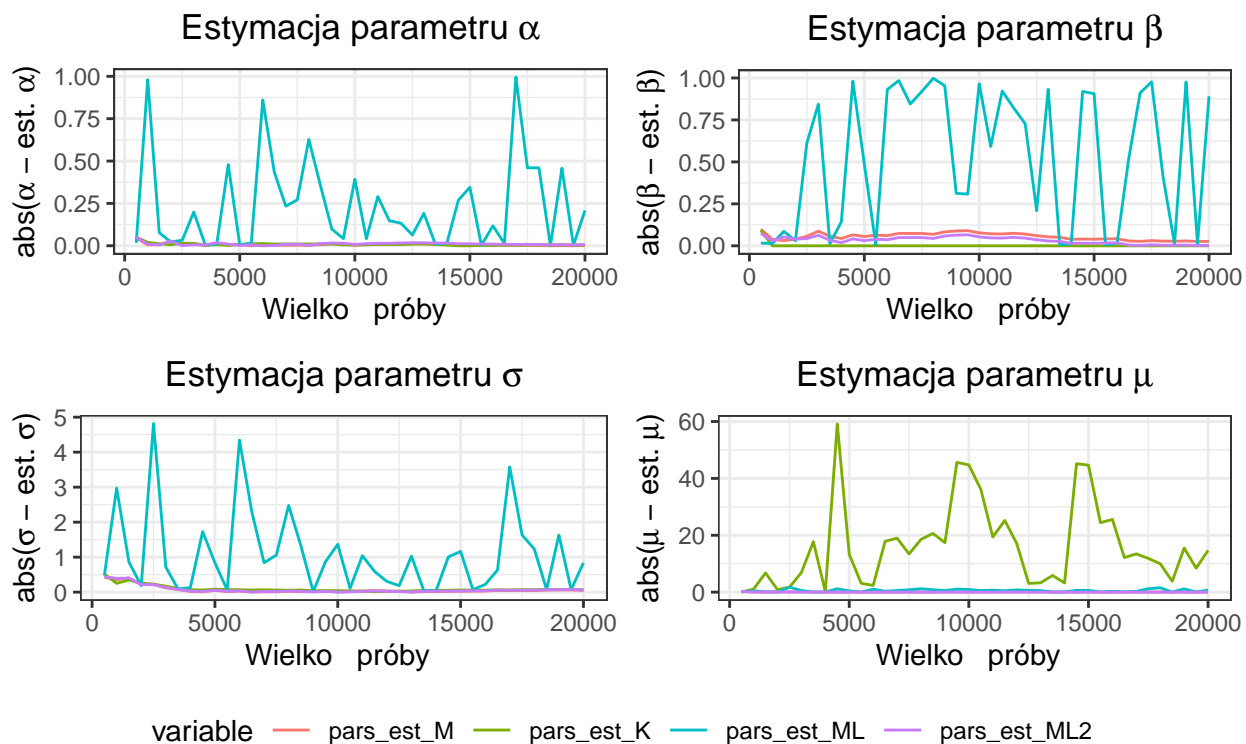 Estymacja parametru α
abs(α − est. α)
1.00
0.75
0.50
0.25
0.00
0 5000 10000 15000 20000
Wielko próby
Estymacja parametru β
abs(β − est. β)
1.00
0.75
0.50
0.25
0.00
0 5000 10000 15000 20000
Wielko próby
Estymacja parametru σ
abs(σ − est. σ)
5
4
3
2
1
0
0 5000 10000 15000 20000
Wielko próby
Estymacja parametru μ
abs(μ − est. μ)
60
40
20
0
0 5000 10000 15000 20000
Wielko próby
variable pars_est_M pars_est_K pars_est_ML pars_est_ML2